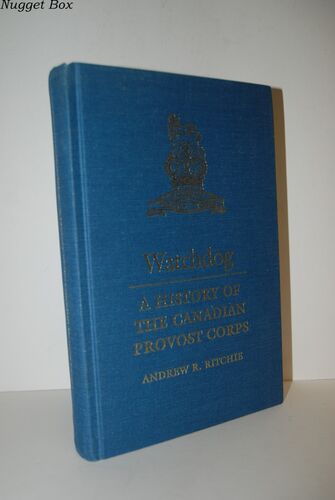 Nugget Box
Watchdog
A HISTORY OF
THE CANADIAN
PROVOST CORPS
ANDREW R. RITCHIE